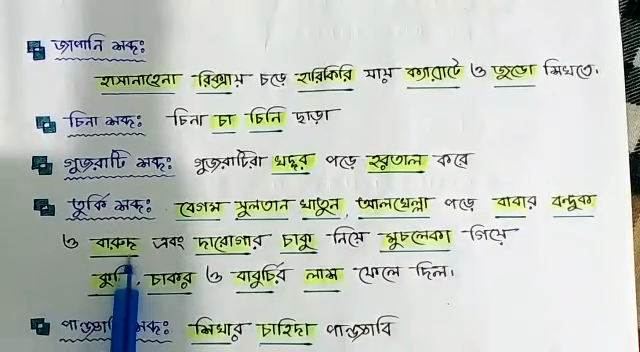 জাপানি শব্দঃ
হাসনাহেনা রিক্সায় চড়ে হারিকিরি যায় ক্যারাটে ও জুডো শিখতে।
চিনা শব্দঃ চিনা চা চিনি ছাড়া
গুজরাটি শব্দঃ গুজরাটিরা খদ্দর পড়ে হরতাল করে
তুর্কি শব্দঃ বেগম সুলতান খাতুন, আলখেল্লা পড়ে বাবার বন্দুক
ও বারুদ এবং দারোগার চাকু নিয়ে মুচলেকা গিয়ে
চাকর ও বাবুর্চির লাশ ফেলে দিল।
শব্দঃ শিখার চাহিদা পাঞ্জাবি